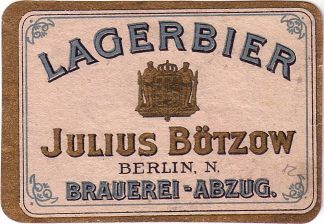 LAGERBIER
JULIUS BÖTZOW
BERLIN, N.
BRAUEREI-ABZUG.